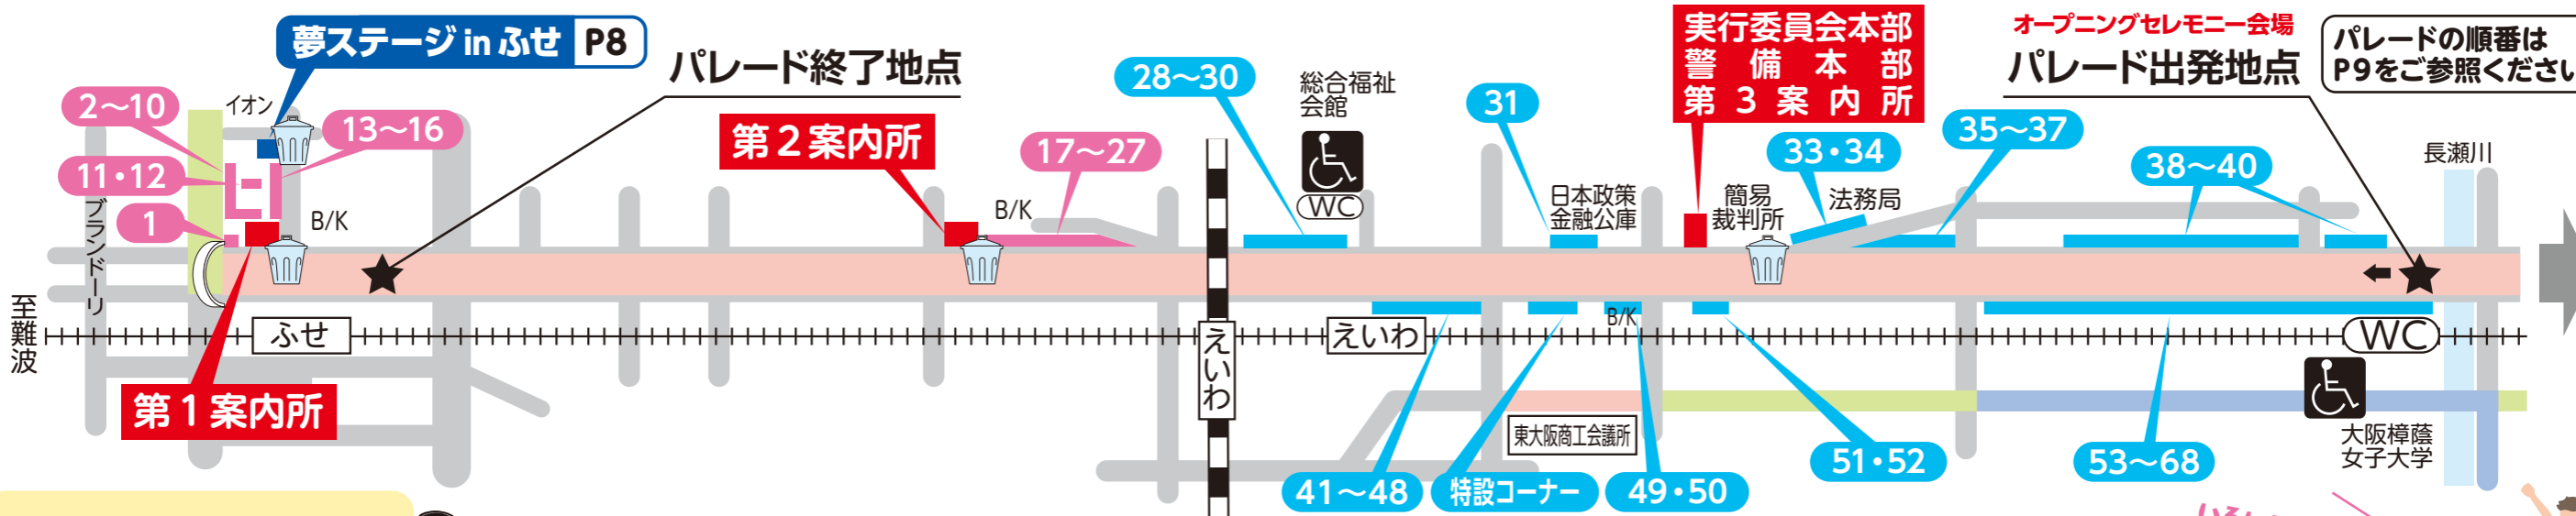 夢ステージ in ふせ P8
パレード終了地点
実行委員会本部
警備本部
第3案内所
オープニングセレモニー会場
パレード出発地点
パレードの順番は
P9をご参照ください
2〜10
イオン
13〜16
11・12
1
ブランドーリ
B/K
第2案内所
B/K
17〜27
28〜30
総合福祉
会館
WC
31
日本政策
金融公庫
簡易
裁判所
33・34
法務局
35〜37
38〜40
長瀬川
至難波
ふせ
えいわ
えいわ
B/K
WC
第1案内所
東大阪商工会議所
41〜48
特設コーナー
49・50
51・52
53〜68
大阪樟蔭
女子大学